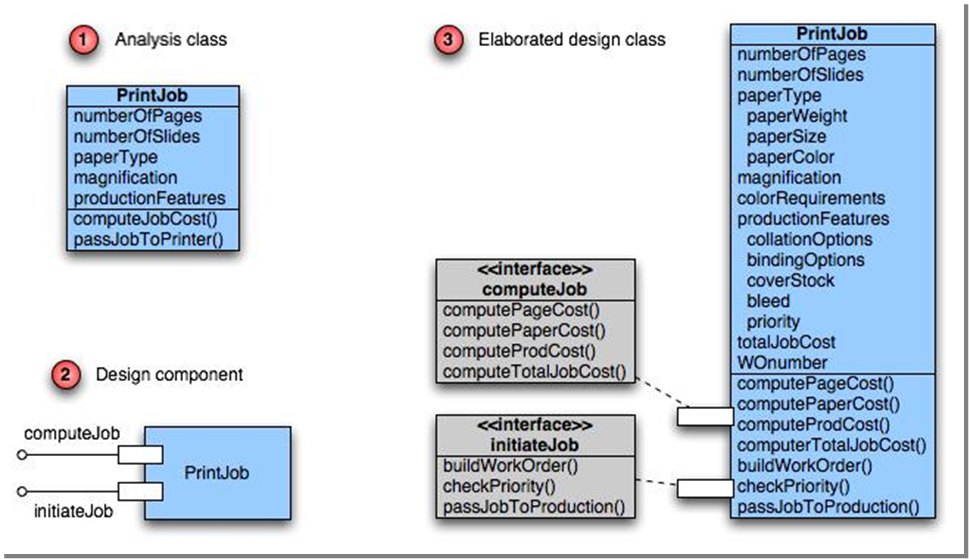 1 Analysis class
PrintJob
numberOfPages
numberOfSlides
paperType
magnification
productionFeatures
computeJobCost()
passJobToPrinter()
2 Design component
computeJob
initiateJob
PrintJob
3 Elaborated design class
<<interface>>
computeJob
computePageCost()
computePaperCost()
computeProdCost()
computeTotalJobCost()
<<interface>>
initiateJob
buildWorkOrder()
checkPriority()
passJobToProduction()
PrintJob
numberOfPages
numberOfSlides
paperType
paperWeight
paperSize
paperColor
magnification
colorRequirements
productionFeatures
collationOptions
bindingOptions
coverStock
bleed
priority
totalJobCost
WOnumber
computePageCost()
computePaperCost()
computeProdCost()
computerTotalJobCost()
buildWorkOrder()
checkPriority()
passJobToProduction()